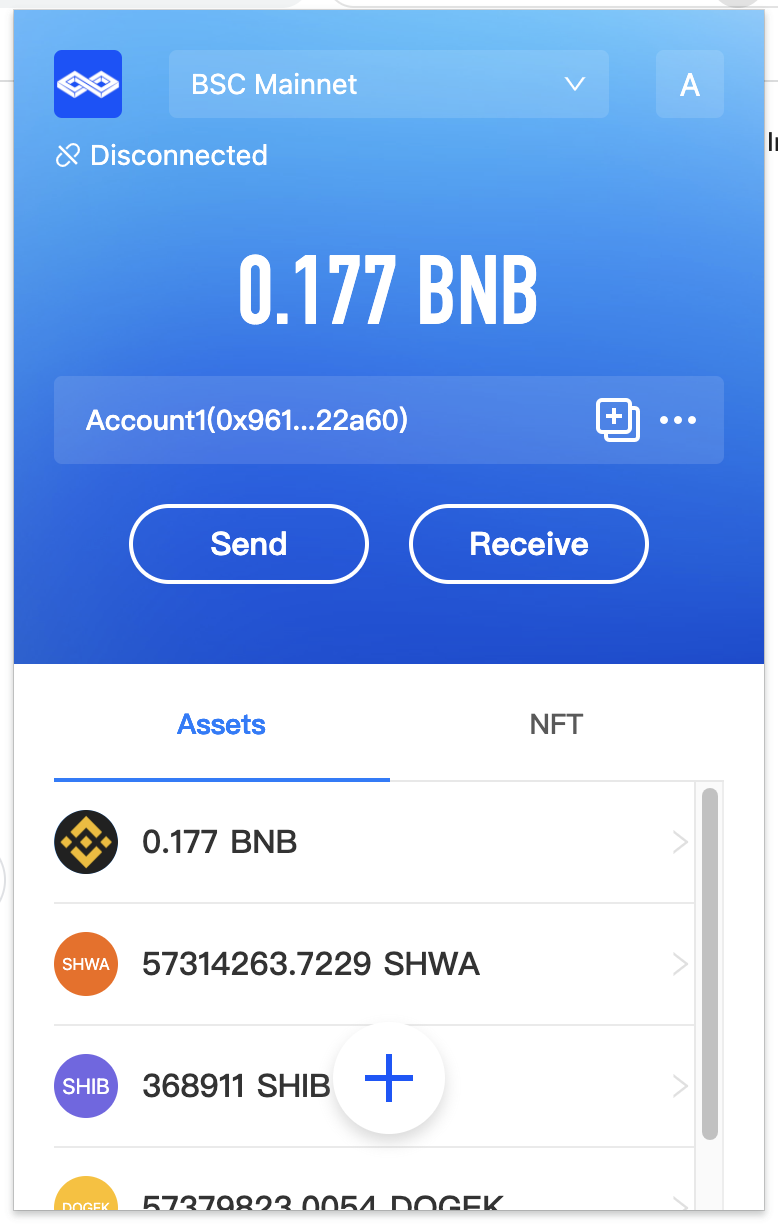 BSC Mainnet
A
Disconnected
0.177 BNB
Account1(0x961...22a60)
Send
Receive
Assets
NFT
0.177 BNB
SHWA
57314263.7229 SHWA
SHIB
368911 SHIB
DOGEK
57379823.0054 DOGEK